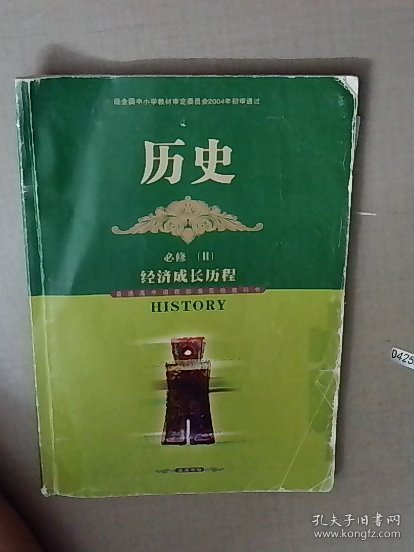 经全国中小学教材审定委员会2004年初审通过
历史
必修 (II)
经济成长历程
普通高中课程标准实验教科书
HISTORY
0425
孔夫子旧书网
www.kongfz.com